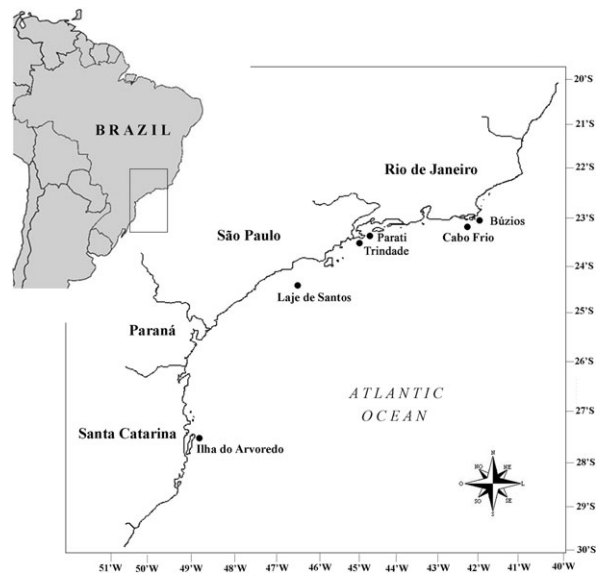 BRAZIL
20°S
21°S
22°S
Rio de Janeiro
23°S
Búzios
São Paulo
Parati
Cabo Frio
Trindade
24°S
Laje de Santos
25°S
Paraná
26°S
ATLANTIC
OCEAN
27°S
Santa Catarina
Ilha do Arvoredo
28°S
N
NO NE
O L
SO SE
S
29°S
30°S
51°W 50°W 49°W 48°W 47°W 46°W 45°W 44°W 43°W 42°W 41°W 40°W